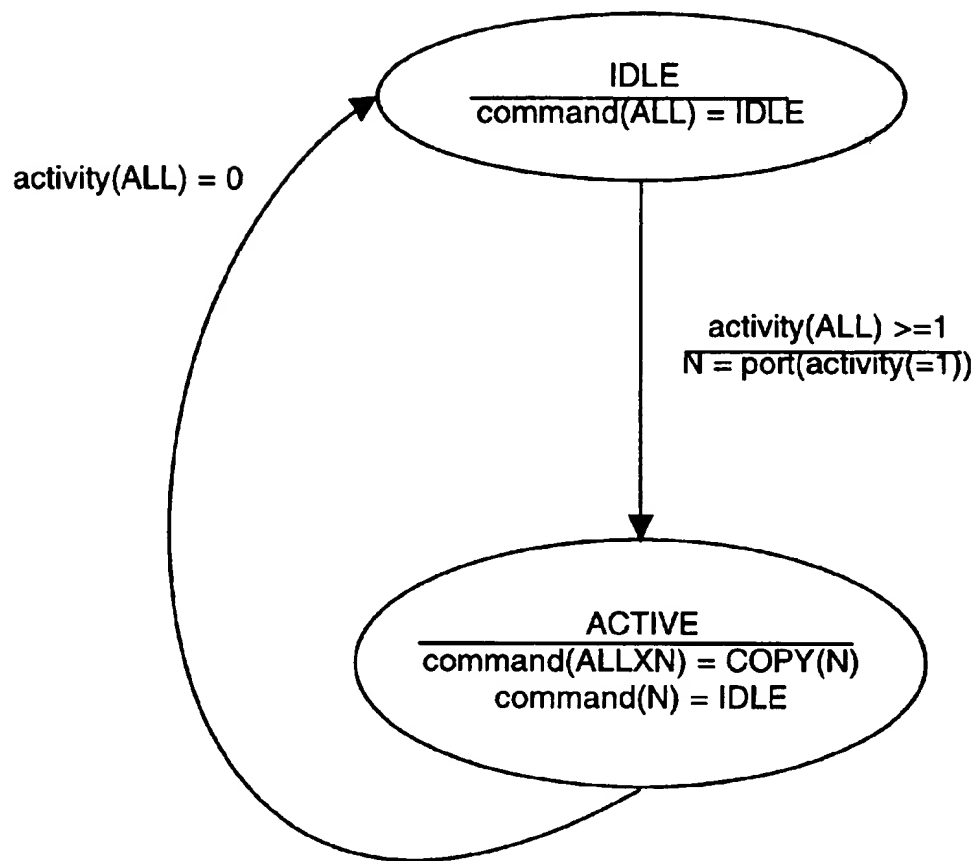 IDLE
command(ALL) = IDLE
activity(ALL) = 0
activity(ALL) >=1
N = port(activity(=1))
ACTIVE
command(ALLXN) = COPY(N)
command(N) = IDLE